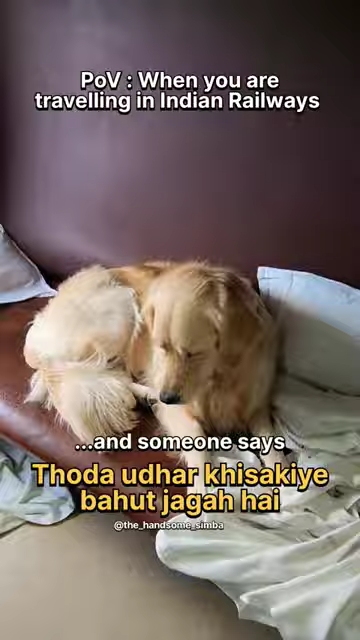 PoV : When you are
travelling in Indian Railways
...and someone says
Thoda udhar khisakiye
bahut jagah hai
@the_handsome_simba